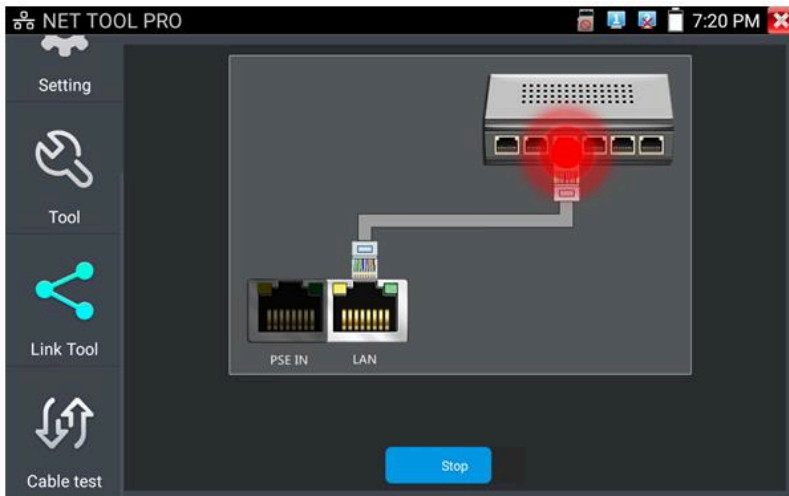 NET TOOL PRO
7:20 PM
Setting
Tool
Link Tool
Cable test
PSE IN
LAN
Stop